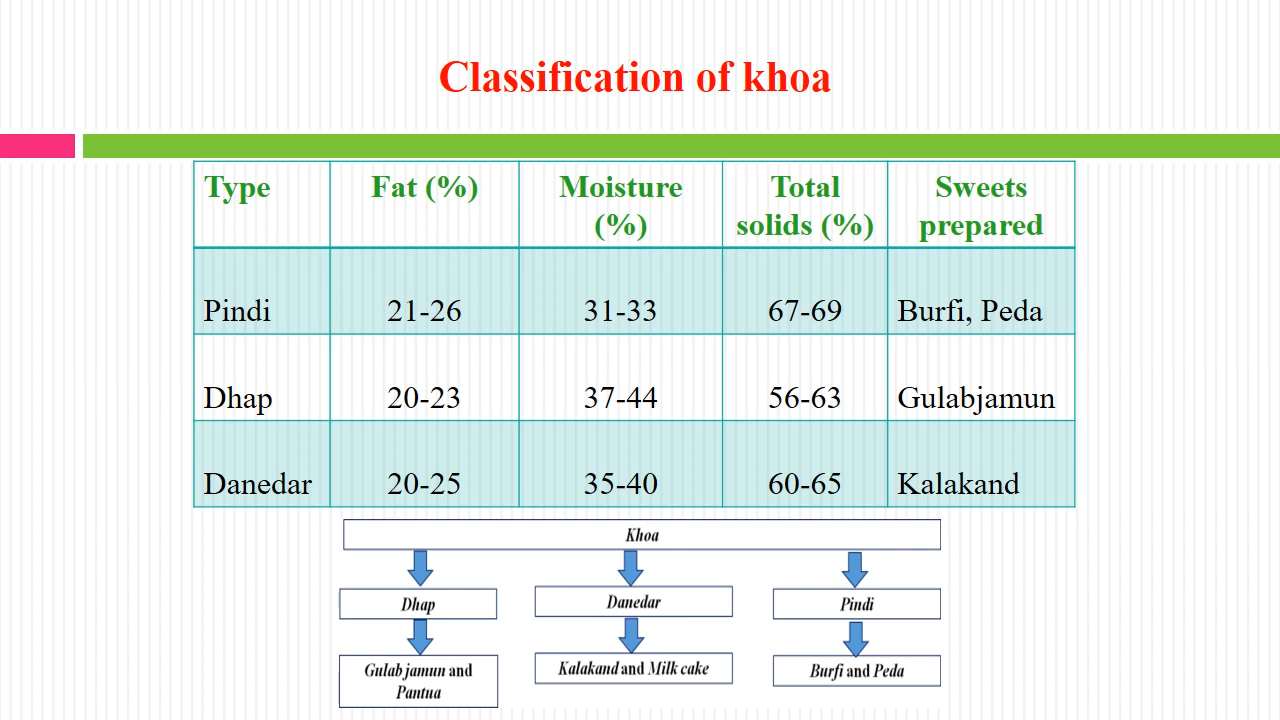 Classification of khoa
Type Fat (%) Moisture (%) Total solids (%) Sweets prepared
Pindi 21-26 31-33 67-69 Burfi, Peda
Dhap 20-23 37-44 56-63 Gulabjamun
Danedar 20-25 35-40 60-65 Kalakand
Khoa
Dhap Danedar Pindi
Gulab jamun and Pantua
Kalakand and Milk cake
Burfi and Peda